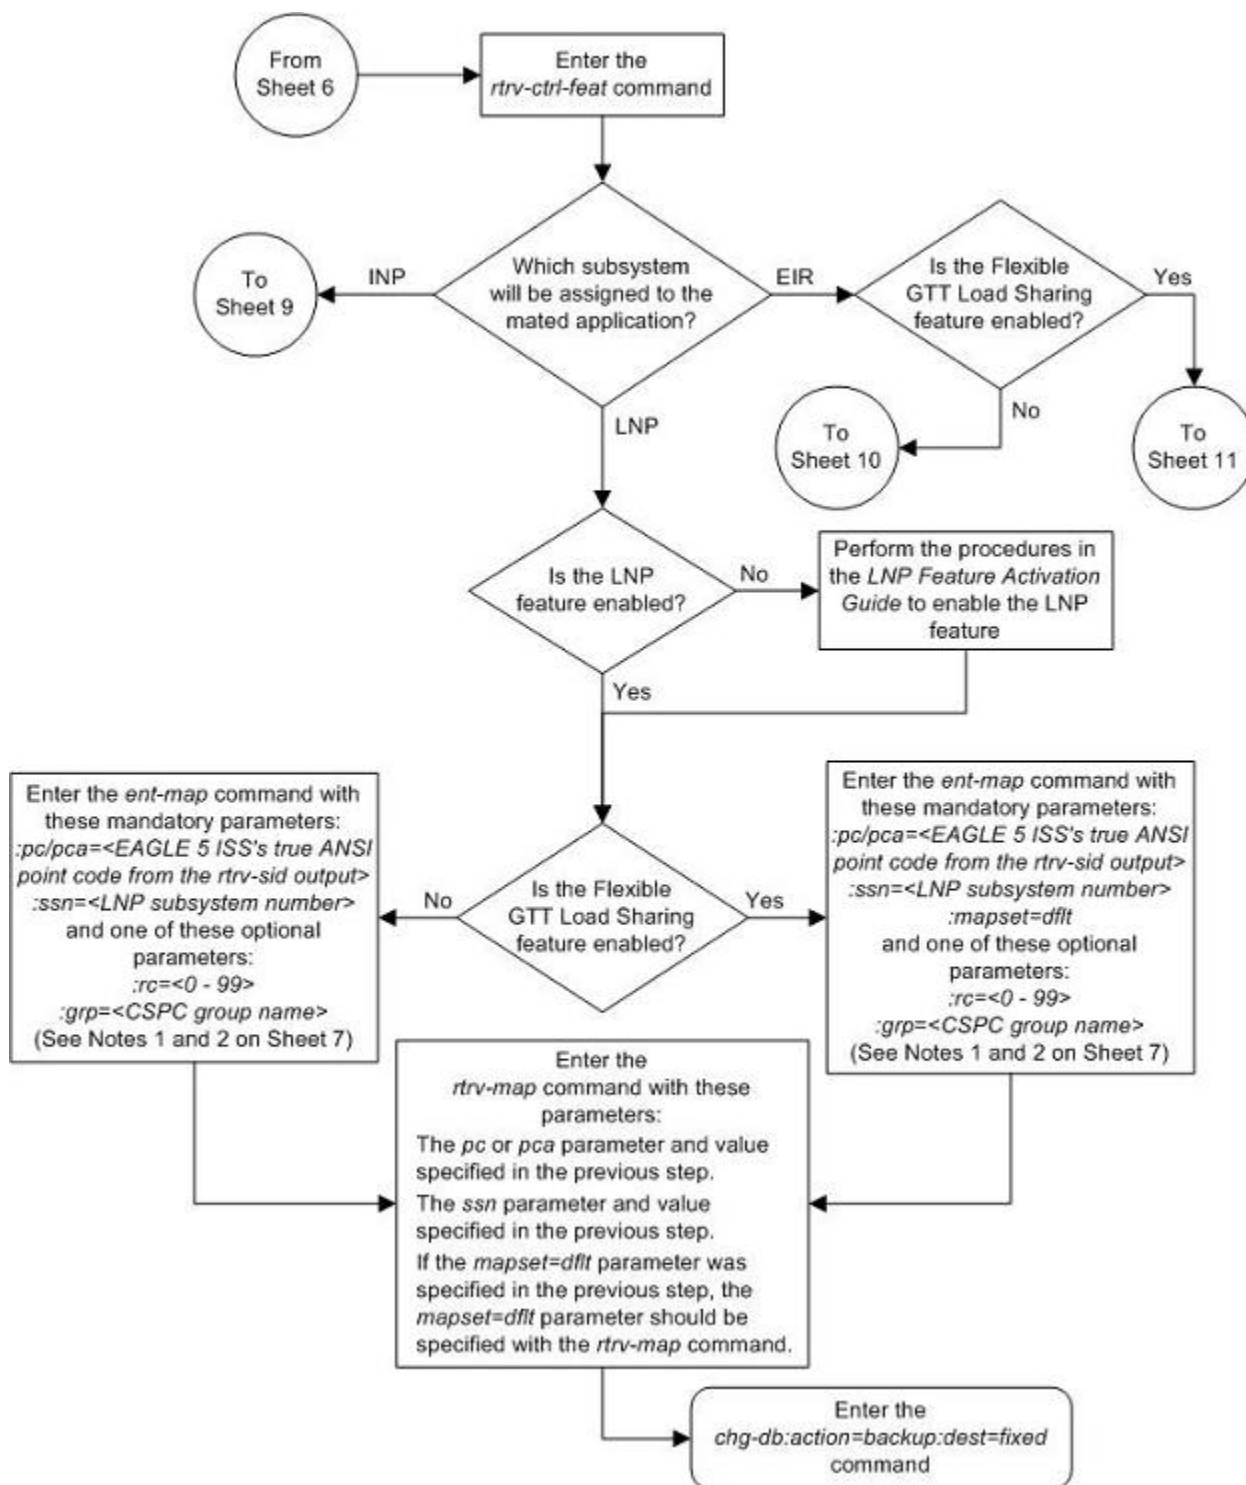 From
Sheet 6
Enter the
rtrv-ctrl-feat command
To
Sheet 9
INP
Which subsystem
will be assigned to the
mated application?
EIR
Is the Flexible
GTT Load Sharing
feature enabled?
Yes
No
To
Sheet 10
To
Sheet 11
LNP
Is the LNP
feature enabled?
No
Perform the procedures in
the LNP Feature Activation
Guide to enable the LNP
feature
Yes
Enter the ent-map command with
these mandatory parameters:
:pc/pca=<EAGLE 5 ISS's true ANSI
point code from the rtrv-sid output>
:ssn=<LNP subsystem number>
and one of these optional
parameters:
:rc=<0 - 99>
:grp=<CSPC group name>
(See Notes 1 and 2 on Sheet 7)
No
Is the Flexible
GTT Load Sharing
feature enabled?
Yes
Enter the ent-map command with
these mandatory parameters:
:pc/pca=<EAGLE 5 ISS's true ANSI
point code from the rtrv-sid output>
:ssn=<LNP subsystem number>
:mapset=dflt
and one of these optional
parameters:
:rc=<0 - 99>
:grp=<CSPC group name>
(See Notes 1 and 2 on Sheet 7)
Enter the
rtrv-map command with these
parameters:
The pc or pca parameter and value
specified in the previous step.
The ssn parameter and value
specified in the previous step.
If the mapset=dflt parameter was
specified in the previous step, the
mapset=dflt parameter should be
specified with the rtrv-map command.
Enter the
chg-db:action=backup:dest=fixed
command